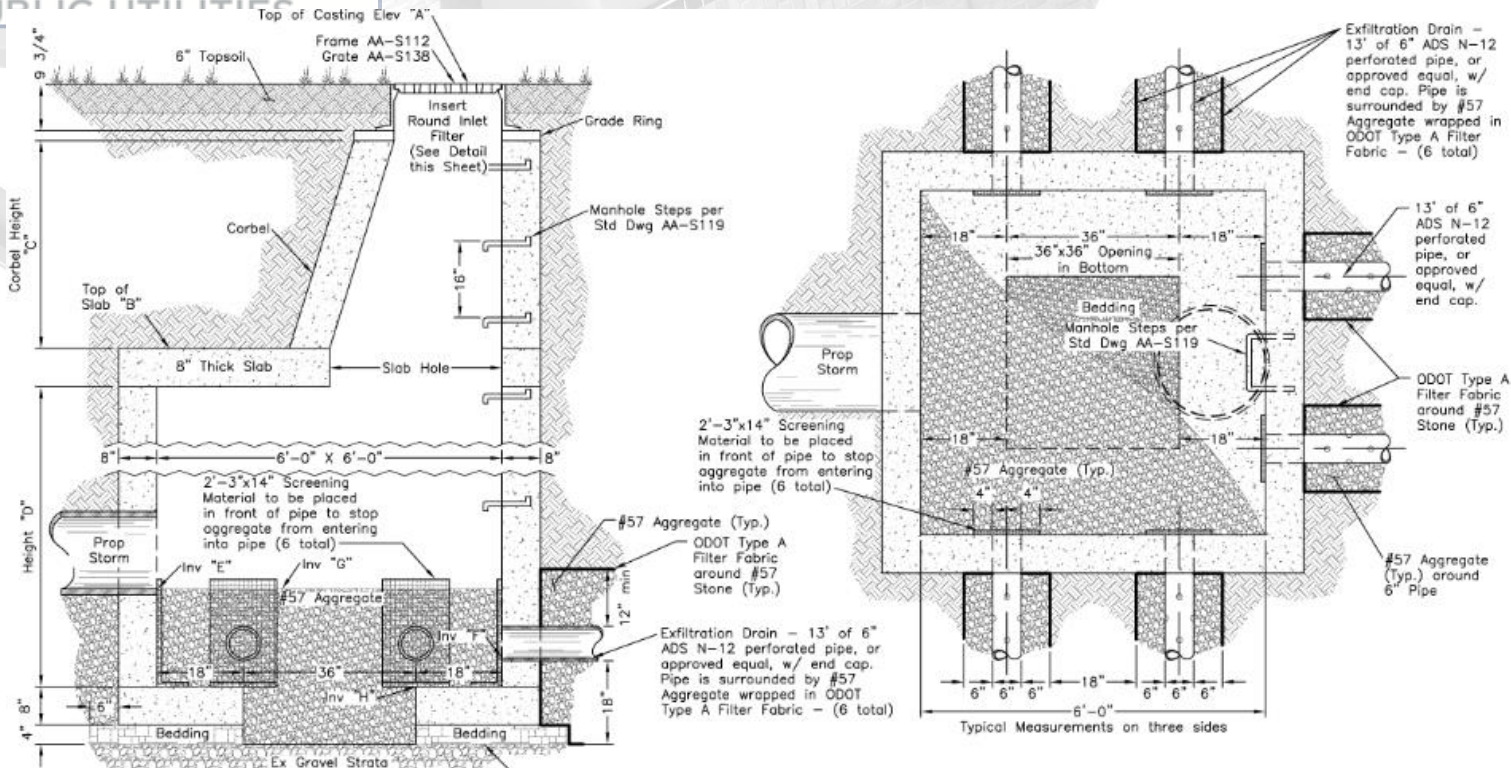 PUBLIC UTILITIES
Top of Casting Elev "A"
Frame AA-S112
Grate AA-S138
6" Topsoil
9 3/4"
Insert
Round Inlet
Filter
(See Detail
this Sheet)
Grade Ring
Corbel Height
"C"
Corbel
Manhole Steps per
Std Dwg AA-S119
16"
Top of
Slab "B"
8" Thick Slab
Slab Hole
8"
6'-0" X 6'-0"
8"
2'-3"x14" Screening
Material to be placed
in front of pipe to stop
aggregate from entering
into pipe (6 total)
Height "D"
Prop
Storm
Inv "E"
Inv "G"
#57 Aggregate
#57 Aggregate (Typ.)
ODOT Type A
Filter Fabric
around #57
Stone (Typ.)
12" min
Inv "F"
18"
36"
18"
Inv "H"
Exfiltration Drain - 13' of 6"
ADS N-12 perforated pipe, or
approved equal, w/ end cap.
Pipe is surrounded by #57
Aggregate wrapped in ODOT
Type A Filter Fabric - (6 total)
18"
6"
8"
4"
Bedding
Bedding
Ex Gravel Strata
Exfiltration Drain -
13' of 6" ADS N-12
perforated pipe, or
approved equal, w/
end cap. Pipe is
surrounded by #57
Aggregate wrapped in
ODOT Type A Filter
Fabric - (6 total)
18"
36"
18"
36"x36" Opening
in Bottom
Bedding
Manhole Steps per
Std Dwg AA-S119
Prop
Storm
13' of 6"
ADS N-12
perforated
pipe, or
approved
equal, w/
end cap.
ODOT Type A
Filter Fabric
around #57
Stone (Typ.)
2'-3"x14" Screening
Material to be placed
in front of pipe to stop
aggregate from entering
into pipe (6 total)
18"
18"
#57 Aggregate (Typ.)
4"
4"
#57 Aggregate
(Typ.) around
6" Pipe
6"
6"
6"
18"
6"
6"
6"
6'-0"
Typical Measurements on three sides